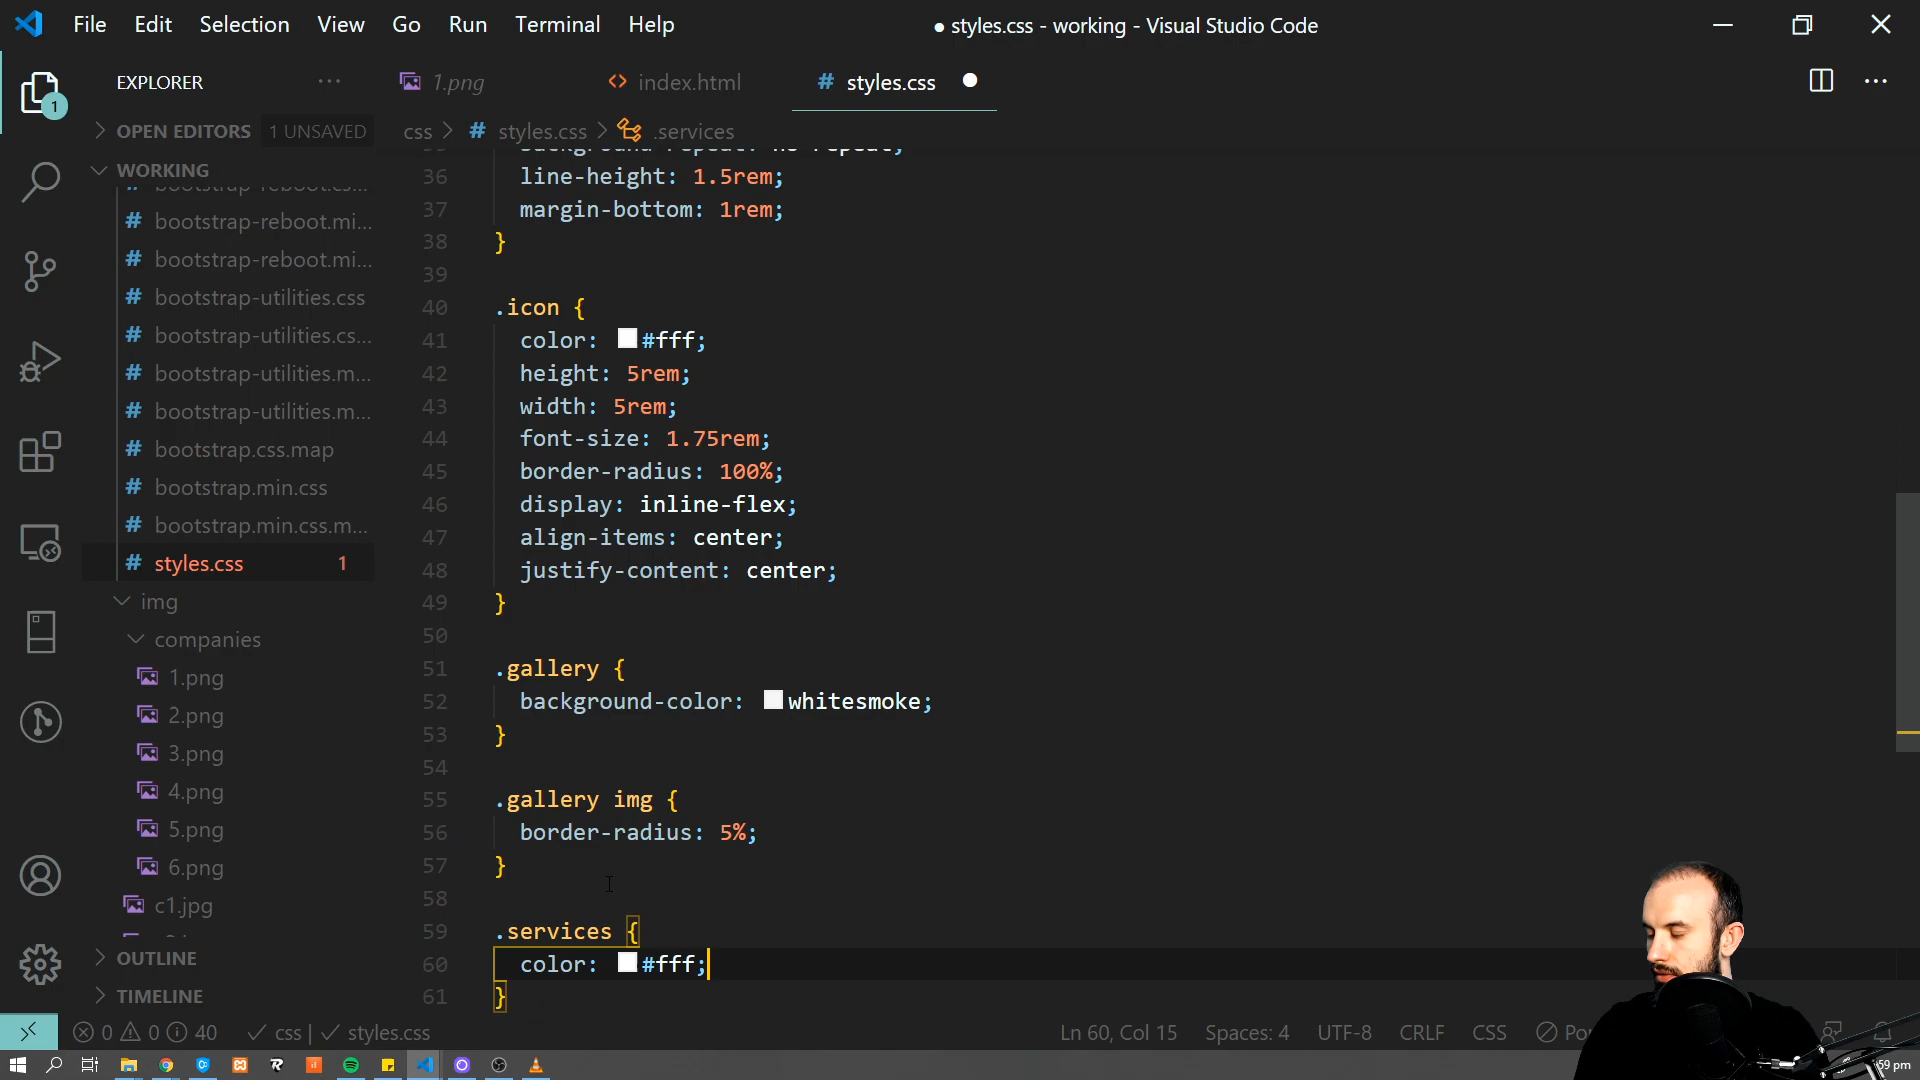 File Edit Selection View Go Run Terminal Help
● styles.css - working - Visual Studio Code
EXPLORER
1.png
index.html
# styles.css
1
OPEN EDITORS 1 UNSAVED
css > # styles.css > .services
WORKING
# bootstrap-reboot.mi...
# bootstrap-reboot.mi...
# bootstrap-utilities.css
# bootstrap-utilities.cs...
# bootstrap-utilities.m...
# bootstrap-utilities.m...
# bootstrap.css.map
# bootstrap.min.css
# bootstrap.min.css.m...
# styles.css 1
img
companies
1.png
2.png
3.png
4.png
5.png
6.png
c1.jpg
OUTLINE
TIMELINE
background-repeat: no-repeat;
36 line-height: 1.5rem;
37 margin-bottom: 1rem;
38 }
39
40 .icon {
41 color: #fff;
42 height: 5rem;
43 width: 5rem;
44 font-size: 1.75rem;
45 border-radius: 100%;
46 display: inline-flex;
47 align-items: center;
48 justify-content: center;
49 }
50
51 .gallery {
52 background-color: whitesmoke;
53 }
54
55 .gallery img {
56 border-radius: 5%;
57 }
58
59 .services {
60 color: #fff;
61 }
0 0 40 ✓ css | ✓ styles.css
Ln 60, Col 15 Spaces: 4 UTF-8 CRLF CSS
59 pm